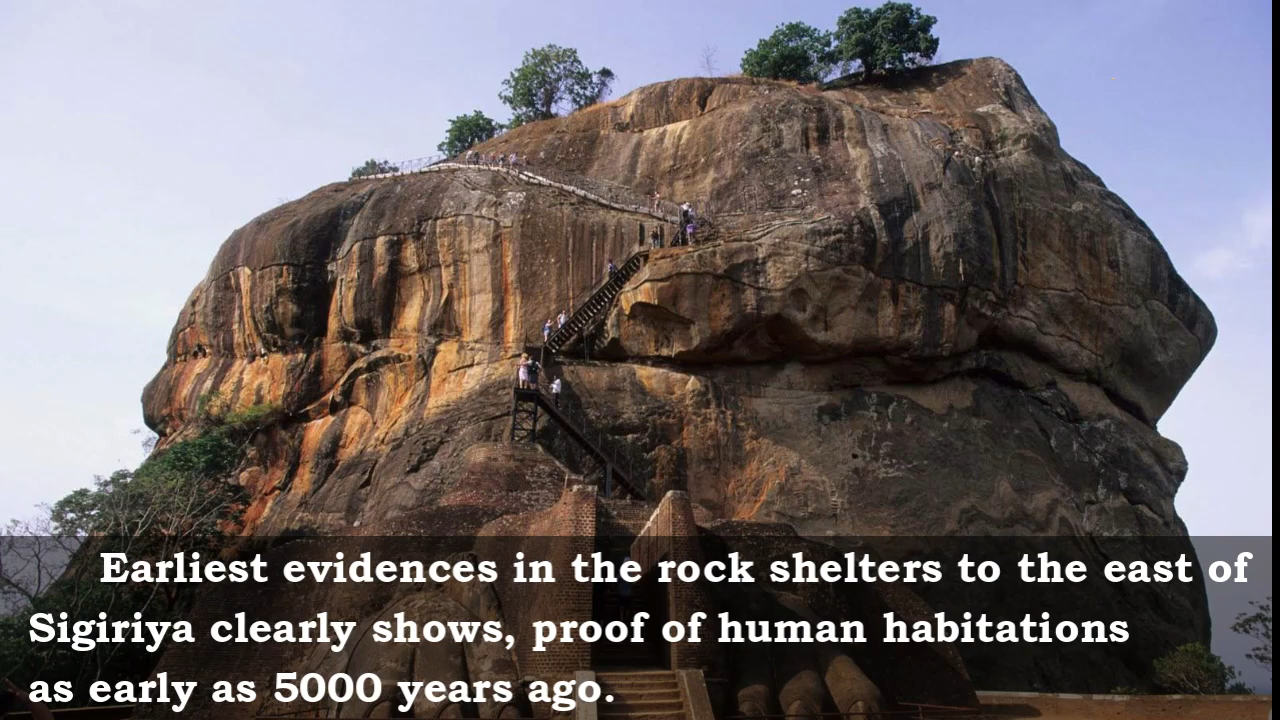 Earliest evidences in the rock shelters to the east of
Sigiriya clearly shows, proof of human habitations
as early as 5000 years ago.